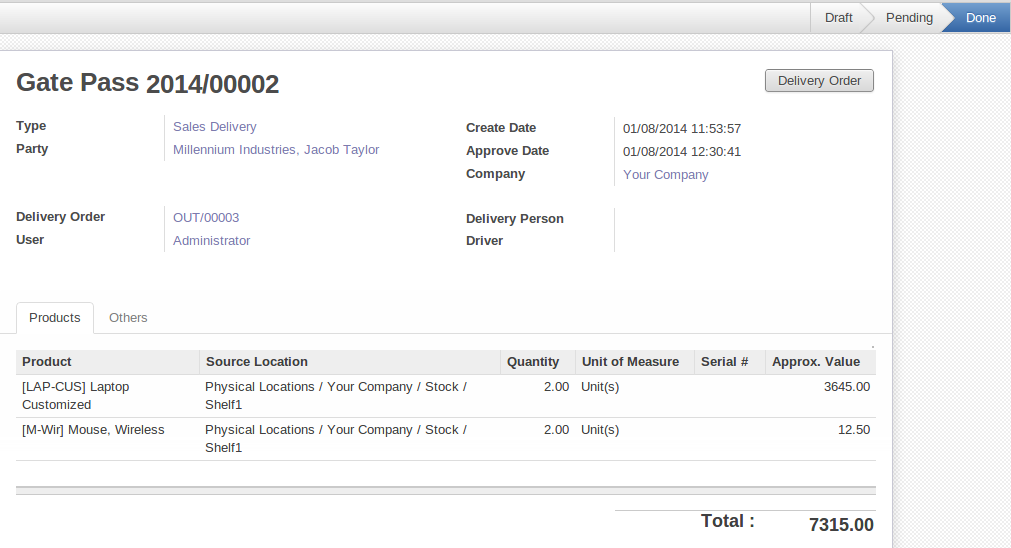 Draft Pending Done
Gate Pass 2014/00002
Delivery Order
Type Sales Delivery
Party Millennium Industries, Jacob Taylor
Create Date 01/08/2014 11:53:57
Approve Date 01/08/2014 12:30:41
Company Your Company
Delivery Order OUT/00003
User Administrator
Delivery Person
Driver
Products Others
Product Source Location Quantity Unit of Measure Serial # Approx. Value
[LAP-CUS] Laptop Physical Locations / Your Company / Stock / 2.00 Unit(s) 3645.00
Customized Shelf1
[M-Wir] Mouse, Wireless Physical Locations / Your Company / Stock / 2.00 Unit(s) 12.50
Shelf1
Total : 7315.00